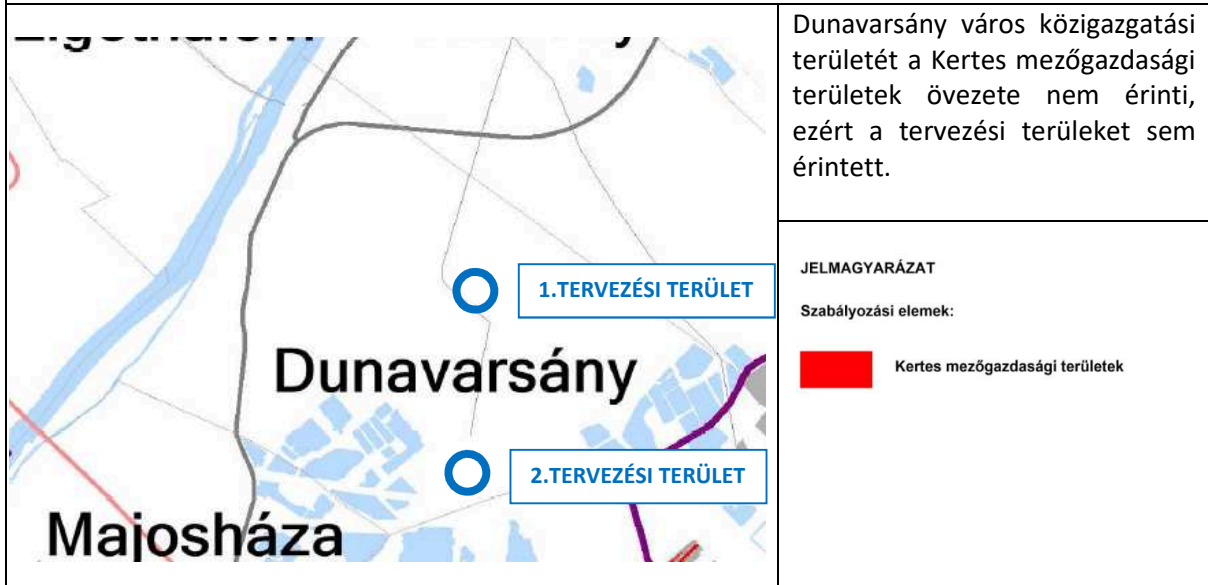 Dunavarsány város közigazgatási
területét a Kertes mezőgazdasági
területek övezete nem érinti,
ezért a tervezési terüleket sem
érintett.
1.TERVEZÉSI TERÜLET
Dunavarsány
2.TERVEZÉSI TERÜLET
Majosháza
JELMAGYARÁZAT
Szabályozási elemek:
Kertes mezőgazdasági területek